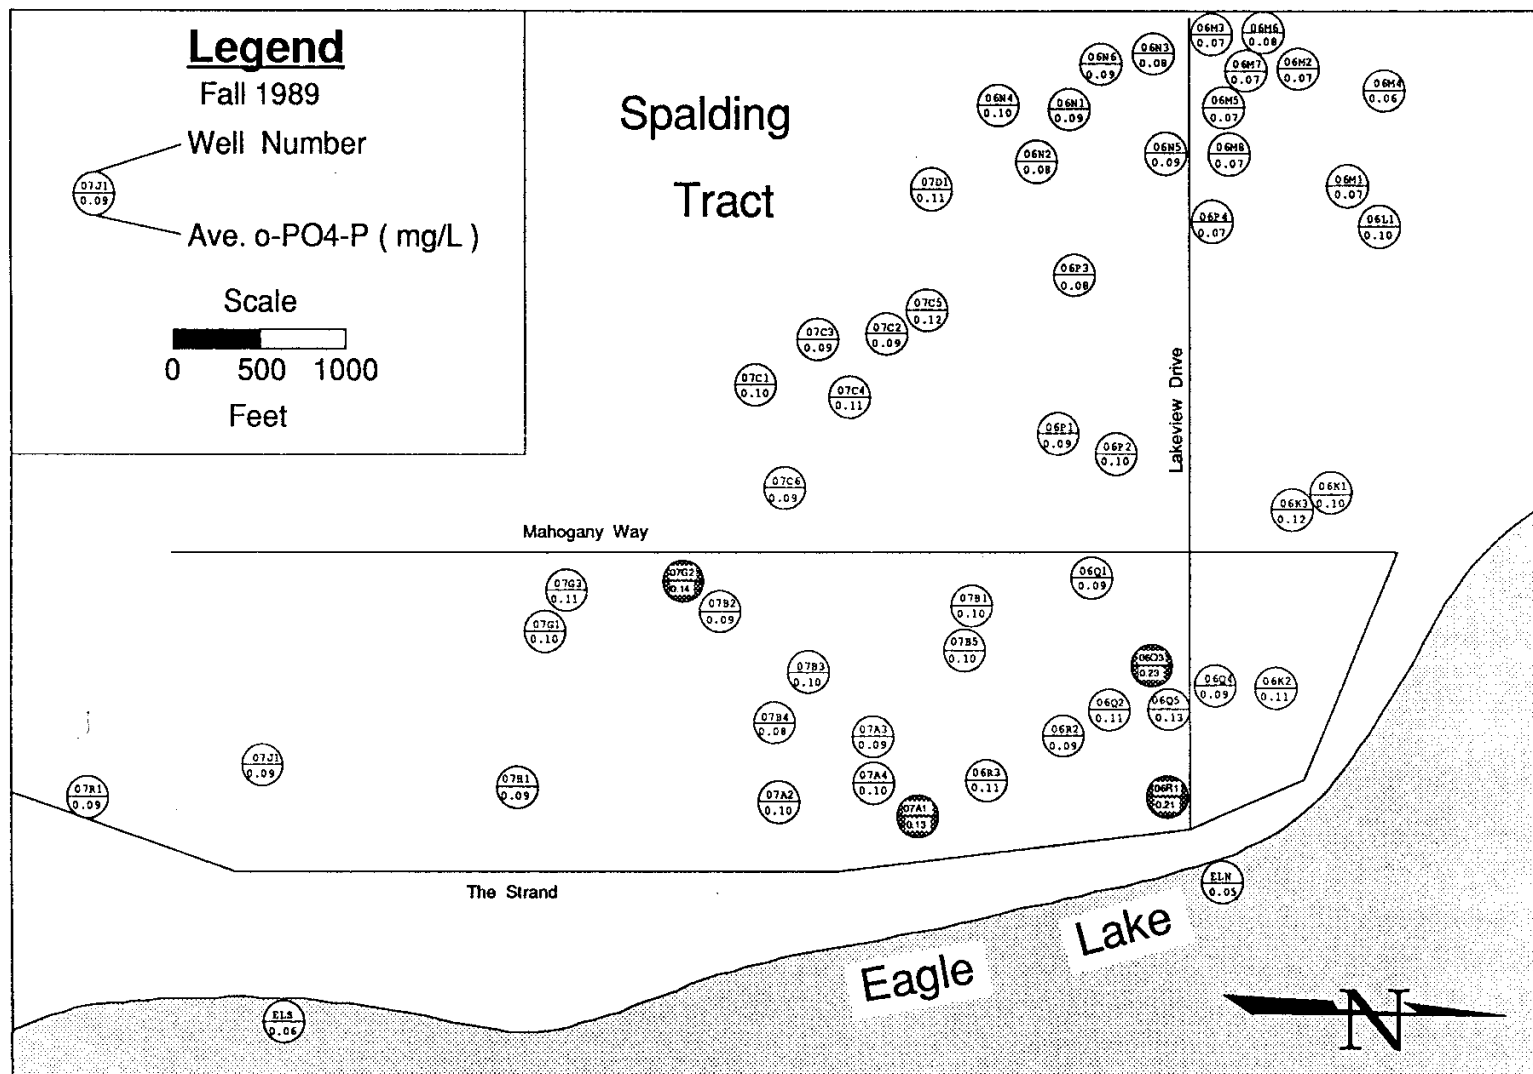 Legend
Fall 1989
Well Number
07J1
0.09
Ave. o-PO4-P ( mg/L )
Scale
0 500 1000
Feet
Spalding
Tract
06M3
0.07
06M6
0.08
06N3
0.08
06N6
0.09
06M7
0.07
06M2
0.07
06M4
0.06
06N4
0.10
06N1
0.09
06M5
0.07
06N2
0.08
06N5
0.09
06M8
0.07
07D1
0.11
06M1
0.07
06P4
0.07
06L1
0.10
06P3
0.08
07C5
0.12
07C3
0.09
07C2
0.09
07C1
0.10
07C4
0.11
Lakeview Drive
06P1
0.09
06P2
0.10
07C6
0.09
06K1
0.10
06K3
0.12
Mahogany Way
07G3
0.11
07G2
0.14
06Q1
0.09
07B2
0.09
07B1
0.10
07G1
0.10
07B5
0.10
07B3
0.10
06Q3
0.23
06Q4
0.09
06K2
0.11
07B4
0.08
07A3
0.09
06R2
0.09
06Q2
0.11
06Q5
0.13
07J1
0.09
07R1
0.09
07H1
0.09
07A2
0.10
07A4
0.10
06R3
0.11
06R1
0.21
07A1
0.13
The Strand
ELN
0.05
Eagle Lake
ELS
0.06
N